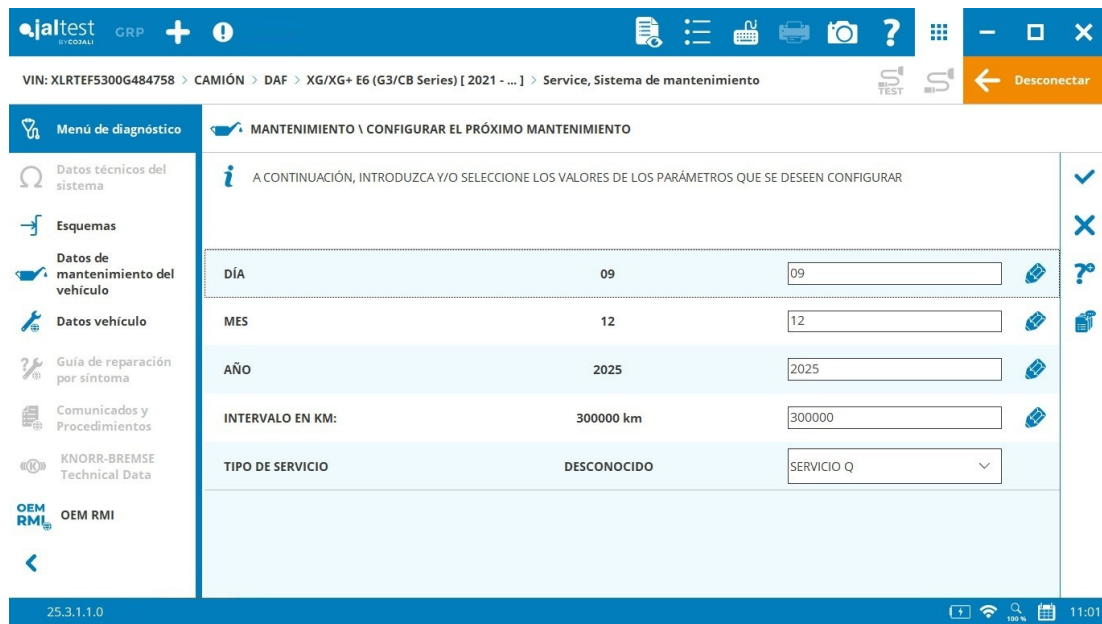 jaltest GRP
BY COJALI
TEST
VIN: XLRTEF5300G484758 > CAMIÓN > DAF > XG/XG+ E6 (G3/CB Series) [ 2021 - ... ] > Service, Sistema de mantenimiento
Desconectar
Menú de diagnóstico
MANTENIMIENTO \ CONFIGURAR EL PRÓXIMO MANTENIMIENTO
Datos técnicos del
sistema
A CONTINUACIÓN, INTRODUZCA Y/O SELECCIONE LOS VALORES DE LOS PARÁMETROS QUE SE DESEEN CONFIGURAR
Esquemas
Datos de
mantenimiento del
vehículo
DÍA 09 09
Datos vehículo
MES 12 12
Guía de reparación
por síntoma
AÑO 2025 2025
Comunicados y
Procedimientos
INTERVALO EN KM: 300000 km 300000
KNORR-BREMSE
Technical Data
TIPO DE SERVICIO DESCONOCIDO SERVICIO Q
OEM
RMI
OEM RMI
25.3.1.1.0
100 %
11:01